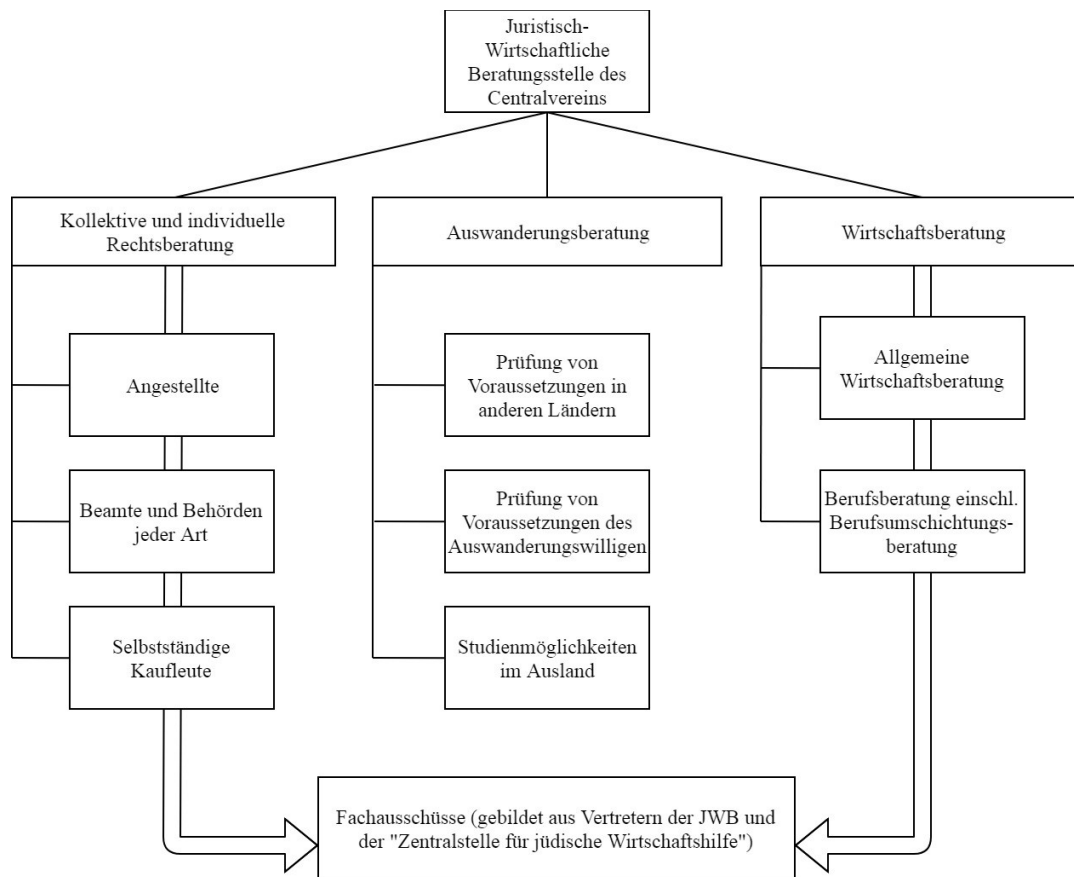 Juristisch-
Wirtschaftliche
Beratungsstelle des
Centralvereins
Kollektive und individuelle
Rechtsberatung
Auswanderungsberatung
Wirtschaftsberatung
Angestellte
Beamte und Behörden
jeder Art
Selbstständige
Kaufleute
Prüfung von
Voraussetzungen in
anderen Ländern
Prüfung von
Voraussetzungen des
Auswanderungswilligen
Studienmöglichkeiten
im Ausland
Allgemeine
Wirtschaftsberatung
Berufsberatung einschl.
Berufsumschichtungs-
beratung
Fachausschüsse (gebildet aus Vertretern der JWB und
der "Zentralstelle für jüdische Wirtschaftshilfe")